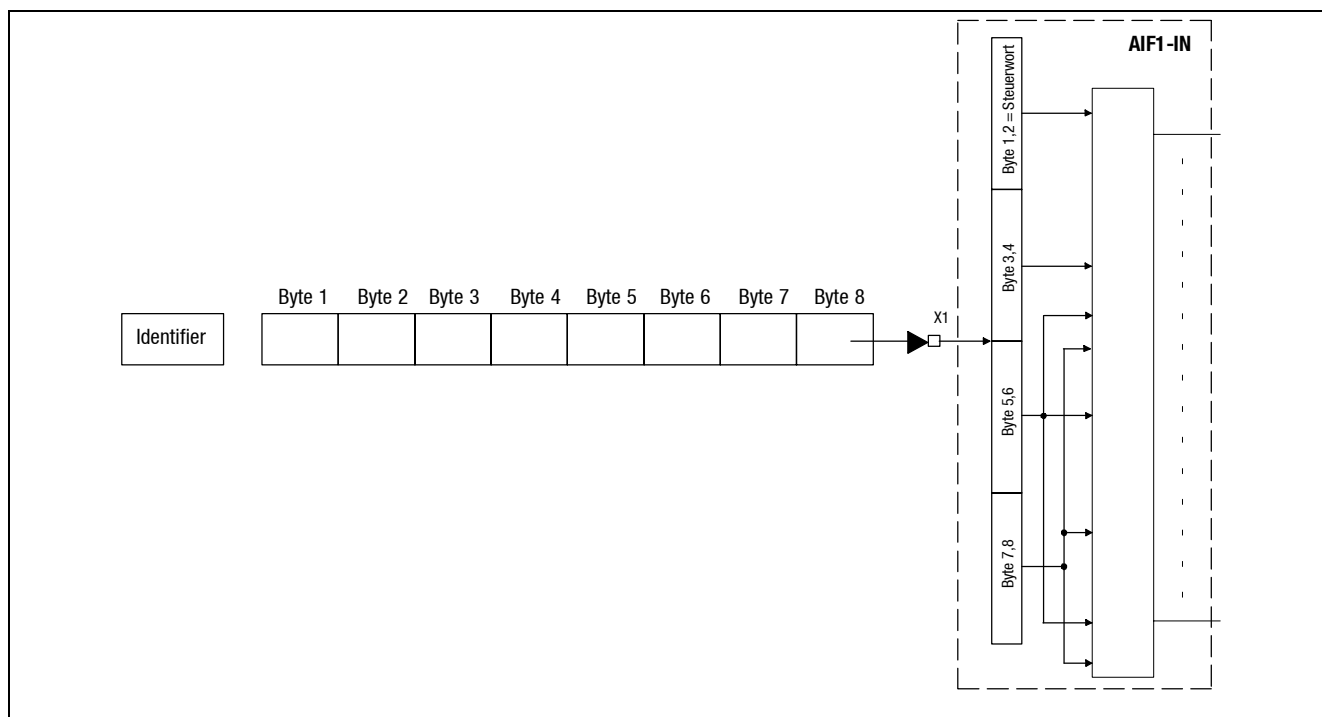 AIF1-IN
Byte 1,2 = Steuerwort
Byte 3,4
Byte 5,6
Byte 7,8
Identifier
Byte 1 Byte 2 Byte 3 Byte 4 Byte 5 Byte 6 Byte 7 Byte 8
X1